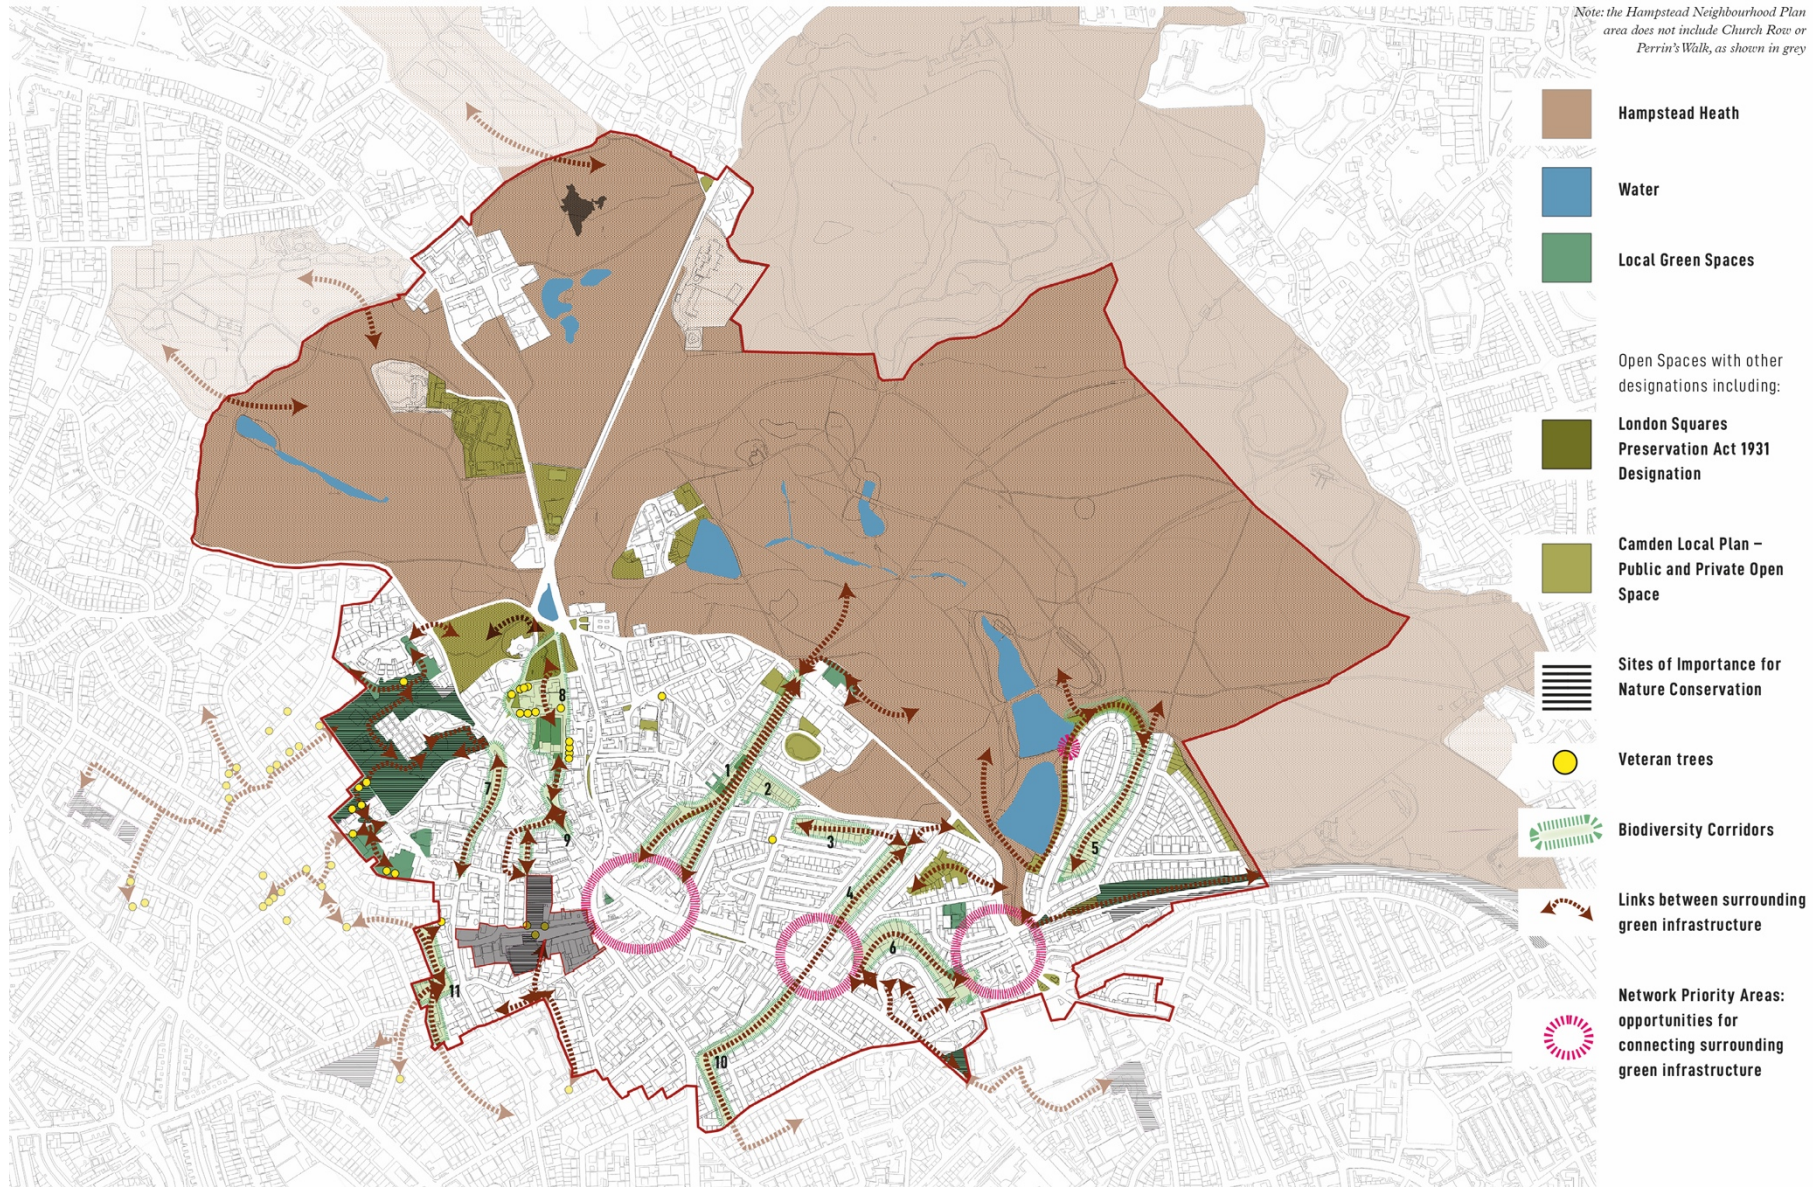 Note: the Hampstead Neighbourhood Plan
area does not include Church Row or
Perrin's Walk, as shown in grey
Hampstead Heath
Water
Local Green Spaces
Open Spaces with other
designations including:
London Squares
Preservation Act 1931
Designation
Camden Local Plan –
Public and Private Open
Space
Sites of Importance for
Nature Conservation
Veteran trees
Biodiversity Corridors
Links between surrounding
green infrastructure
Network Priority Areas:
opportunities for
connecting surrounding
green infrastructure
8
1
7
2
9
3
5
4
6
11
10